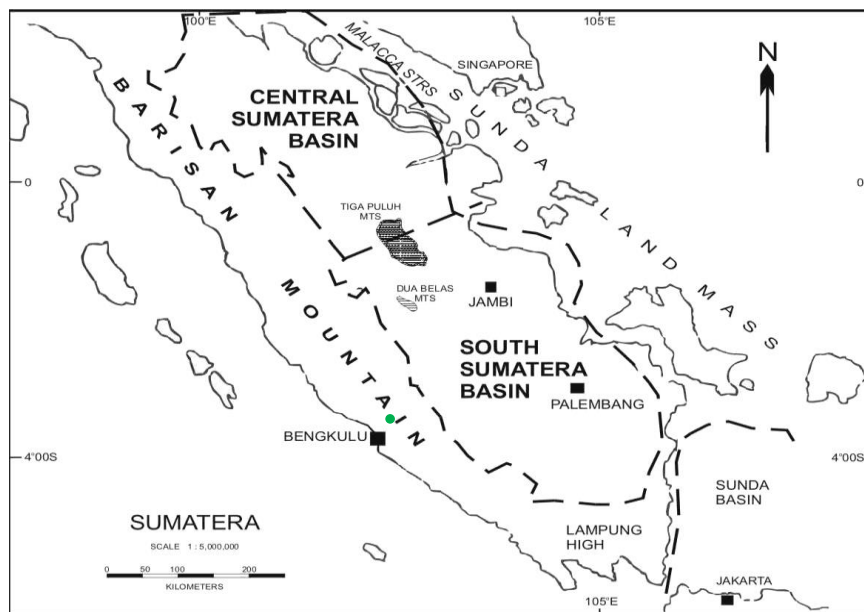 100°E
105°E
N
MALACCA STRS
SINGAPORE
SUNDA LAND MASS
BARISAN MOUNTAIN
CENTRAL
SUMATERA
BASIN
0
0
TIGA PULUH
MTS
DUA BELAS
MTS
JAMBI
SOUTH
SUMATERA
BASIN
PALEMBANG
BENGKULU
4°00S
4°00S
SUNDA
BASIN
SUMATERA
SCALE 1 : 5,000,000
0 50 100 150 200
KILOMETERS
LAMPUNG
HIGH
JAKARTA
105°E